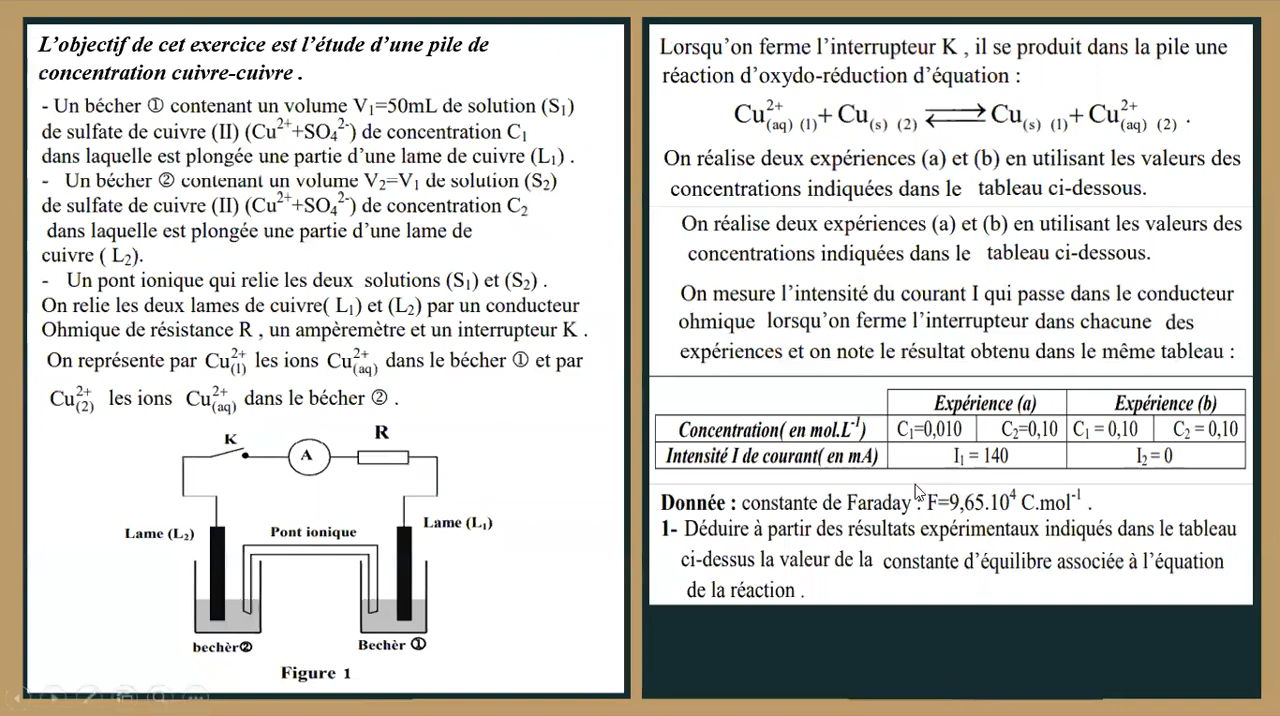 L'objectif de cet exercice est l'étude d'une pile de
concentration cuivre-cuivre .
- Un bécher ① contenant un volume V₁=50mL de solution (S₁)
de sulfate de cuivre (II) (Cu²⁺+SO₄²⁻) de concentration C₁
dans laquelle est plongée une partie d'une lame de cuivre (L₁) .
- Un bécher ② contenant un volume V₂=V₁ de solution (S₂)
de sulfate de cuivre (II) (Cu²⁺+SO₄²⁻) de concentration C₂
dans laquelle est plongée une partie d'une lame de
cuivre ( L₂).
- Un pont ionique qui relie les deux solutions (S₁) et (S₂) .
On relie les deux lames de cuivre( L₁) et (L₂) par un conducteur
Ohmique de résistance R , un ampèremètre et un interrupteur K .
On représente par Cu²⁺(1) les ions Cu²⁺(aq) dans le bécher ① et par
Cu²⁺(2) les ions Cu²⁺(aq) dans le bécher ② .
K
A
R
Lame (L₂)
Pont ionique
Lame (L₁)
bechèr②
Bechèr ①
Figure 1
Lorsqu'on ferme l'interrupteur K , il se produit dans la pile une
réaction d'oxydo-réduction d'équation :
Cu²⁺(aq) (1) + Cu(s) (2) ⇌ Cu(s) (1) + Cu²⁺(aq) (2) .
On réalise deux expériences (a) et (b) en utilisant les valeurs des
concentrations indiquées dans le tableau ci-dessous.
On réalise deux expériences (a) et (b) en utilisant les valeurs des
concentrations indiquées dans le tableau ci-dessous.
On mesure l'intensité du courant I qui passe dans le conducteur
ohmique lorsqu'on ferme l'interrupteur dans chacune des
expériences et on note le résultat obtenu dans le même tableau :
Expérience (a) Expérience (b)
Concentration( en mol.L⁻¹) C₁=0,010 C₂=0,10 C₁ = 0,10 C₂ = 0,10
Intensité I de courant( en mA) I₁ = 140 I₂ = 0
Donnée : constante de Faraday : F=9,65.10⁴ C.mol⁻¹ .
1- Déduire à partir des résultats expérimentaux indiqués dans le tableau
ci-dessus la valeur de la constante d'équilibre associée à l'équation
de la réaction .